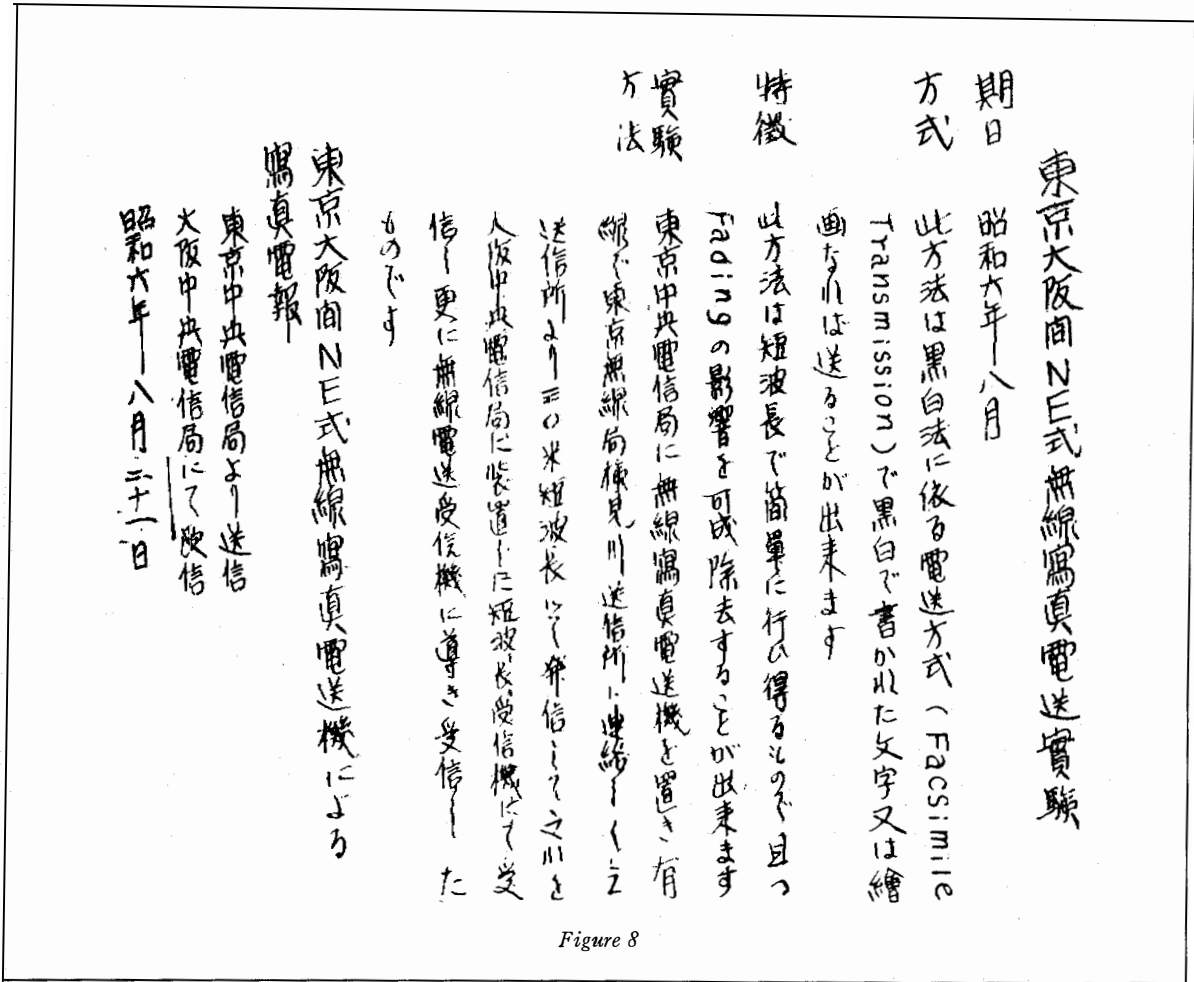 東京大阪間NE式無線寫真電送實驗
期日 昭和六年一八月
方式 此方法は黒白法に依る電送方式(Facsimile
Transmission)で黒白で書かれた文字又は繪
画なれば送ることが出来ます
特徴 此方法は短波長で簡單に行ひ得るもので且つ
Fadingの影響を可成除去することが出来ます
實驗方法 東京中央電信局に無線寫真電送機を置き有
線で東京無線局検見川送信所に連絡して之
送信所より三〇米短波長にて発信して之れを
大阪中央電信局に装置した短波長受信機にて受
信し更に無線電送受信機に導き受信した
ものです
東京大阪間NE式無線寫真電送機による
寫真電報
東京中央電信局より送信
大阪中央電信局にて受信
昭和六年一八月二十一日
Figure 8